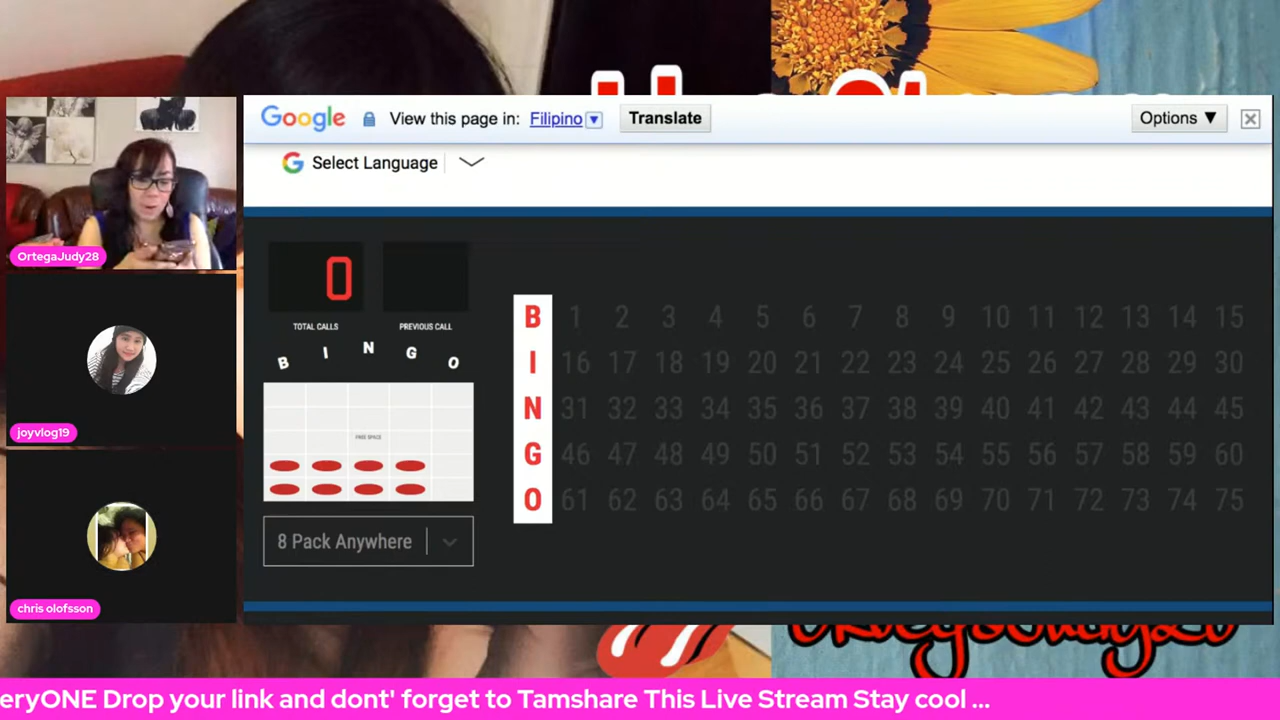 Google View this page in: Filipino Translate Options ▼
Select Language
OrtegaJudy28
0
TOTAL CALLS PREVIOUS CALL
B I N G O
FREE SPACE
8 Pack Anywhere
B 1 2 3 4 5 6 7 8 9 10 11 12 13 14 15
I 16 17 18 19 20 21 22 23 24 25 26 27 28 29 30
N 31 32 33 34 35 36 37 38 39 40 41 42 43 44 45
G 46 47 48 49 50 51 52 53 54 55 56 57 58 59 60
O 61 62 63 64 65 66 67 68 69 70 71 72 73 74 75
joyvlog19
chris olofsson
eryONE Drop your link and dont' forget to Tamshare This Live Stream Stay cool ...